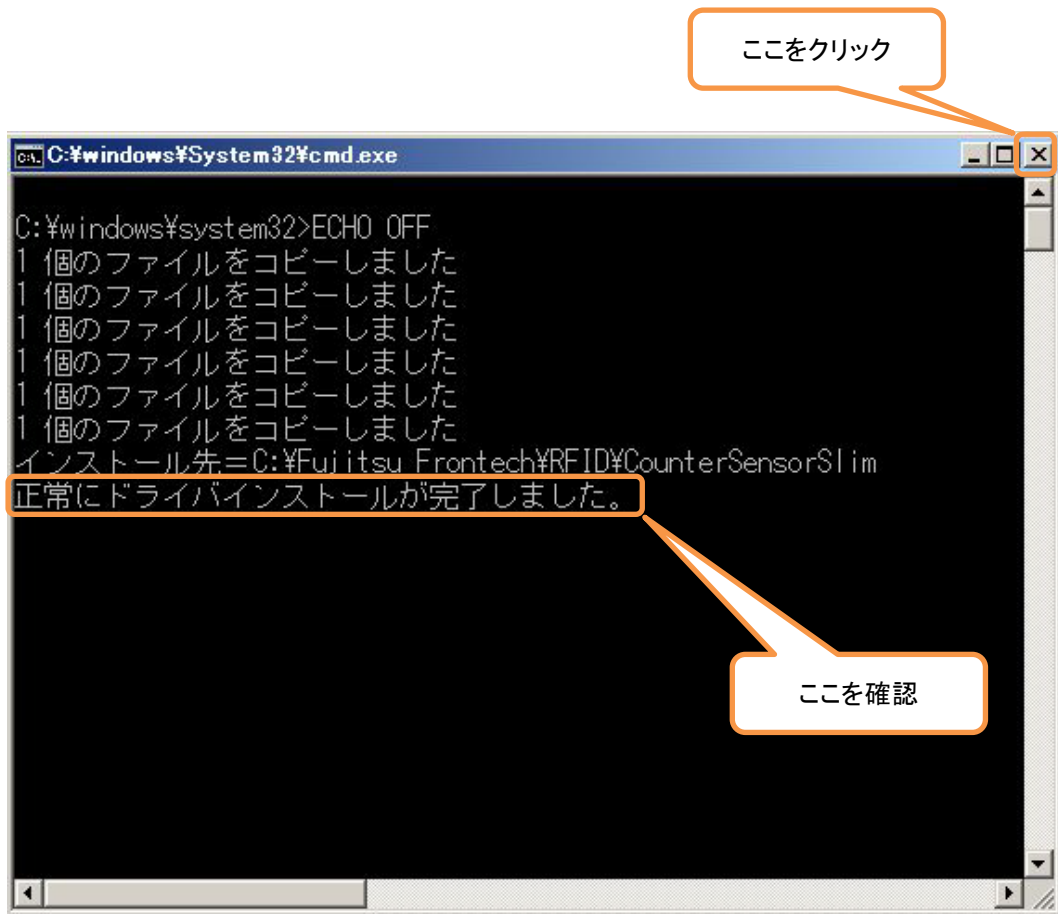 ここをクリック
C:¥windows¥System32¥cmd.exe
C:¥windows¥system32>ECHO OFF
1 個のファイルをコピーしました
1 個のファイルをコピーしました
1 個のファイルをコピーしました
1 個のファイルをコピーしました
1 個のファイルをコピーしました
1 個のファイルをコピーしました
インストール先=C:¥Fujitsu Frontech¥RFID¥CounterSensorSlim
正常にドライバインストールが完了しました。
ここを確認